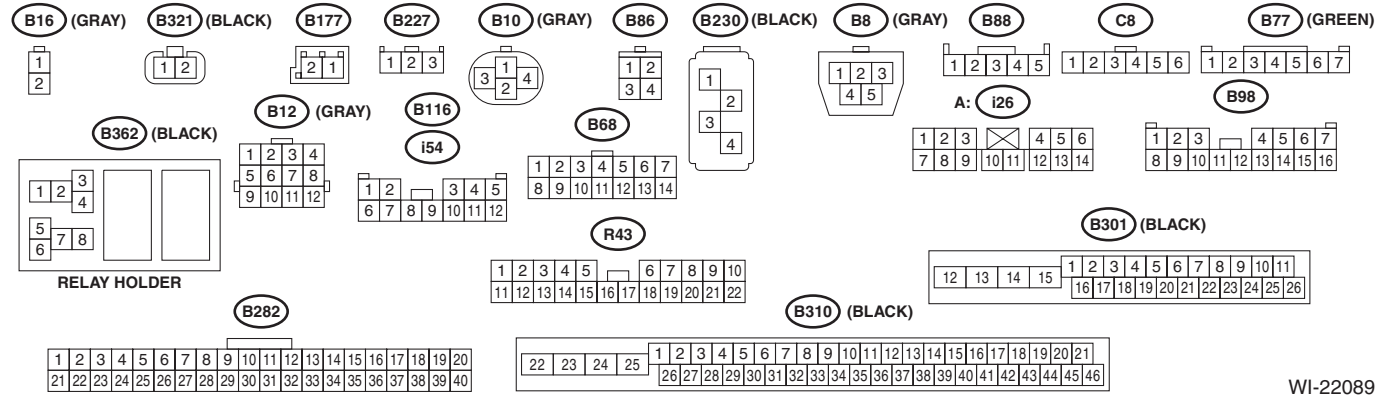 B16 (GRAY) B321 (BLACK) B177 B227 B10 (GRAY) B86 B230 (BLACK) B8 (GRAY) B88 C8 B77 (GREEN)
1
2
1 2
2 1
1 2 3
1
3 4
2
1 2
3 4
1
2
3
4
1 2 3
4 5
1 2 3 4 5
1 2 3 4 5 6
1 2 3 4 5 6 7
B362 (BLACK) B12 (GRAY) B116 B68 A: i26 B98
i54
1 2 3 4
5 6 7 8
RELAY HOLDER
1 2 3 4
5 6 7 8
9 10 11 12
1 2 3 4 5
6 7 8 9 10 11 12
1 2 3 4 5 6 7
8 9 10 11 12 13 14
1 2 3 4 5 6
7 8 9 10 11 12 13 14
1 2 3 4 5 6 7
8 9 10 11 12 13 14 15 16
R43
1 2 3 4 5 6 7 8 9 10
11 12 13 14 15 16 17 18 19 20 21 22
B301 (BLACK)
12 13 14 15 1 2 3 4 5 6 7 8 9 10 11
16 17 18 19 20 21 22 23 24 25 26
B282
1 2 3 4 5 6 7 8 9 10 11 12 13 14 15 16 17 18 19 20
21 22 23 24 25 26 27 28 29 30 31 32 33 34 35 36 37 38 39 40
B310 (BLACK)
22 23 24 25 1 2 3 4 5 6 7 8 9 10 11 12 13 14 15 16 17 18 19 20 21
26 27 28 29 30 31 32 33 34 35 36 37 38 39 40 41 42 43 44 45 46
WI-22089